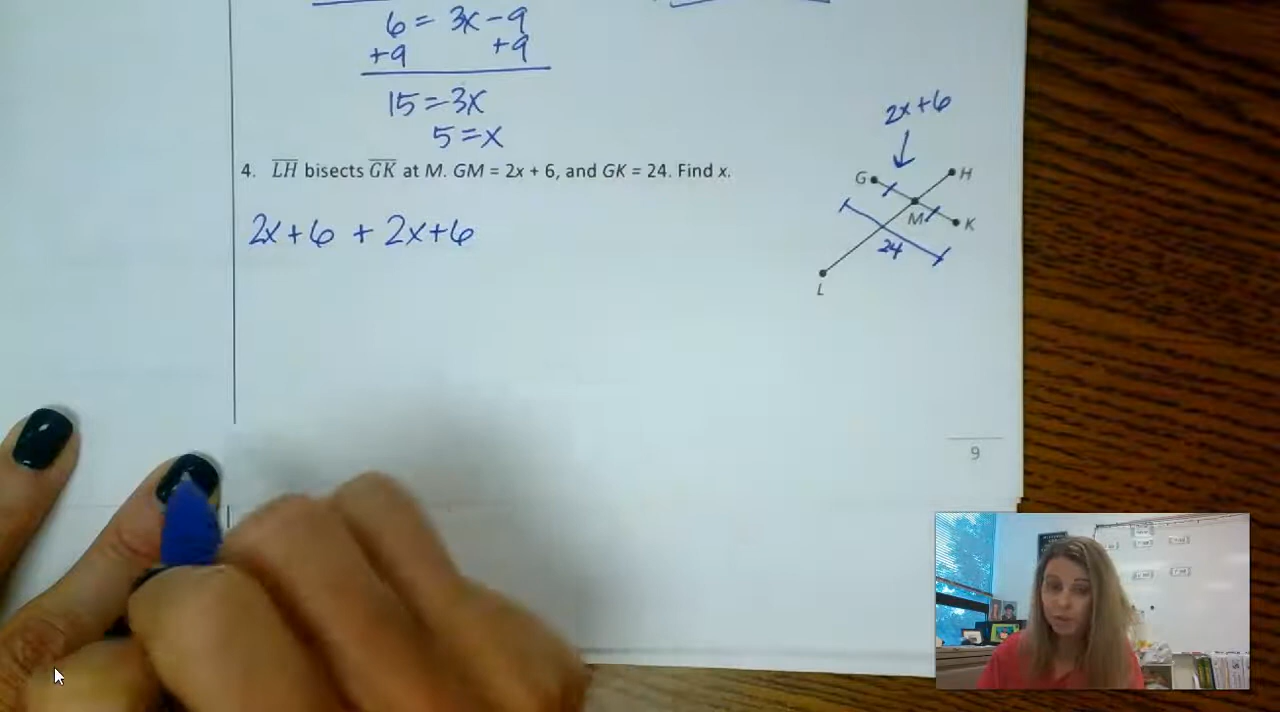 6 = 3x - 9
+9 +9
15 = 3x
5 = x
4. LH bisects GK at M. GM = 2x + 6, and GK = 24. Find x.
2x+6 + 2x+6
2x+6
G H
M K
24
L
9